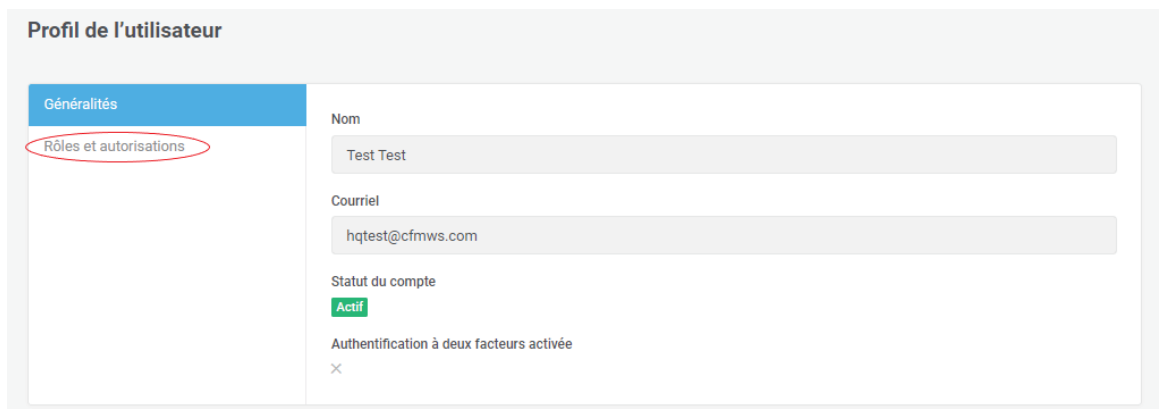 Profil de l’utilisateur
Généralités
Rôles et autorisations
Nom
Test Test
Courriel
hqtest@cfmws.com
Statut du compte
Actif
Authentification à deux facteurs activée